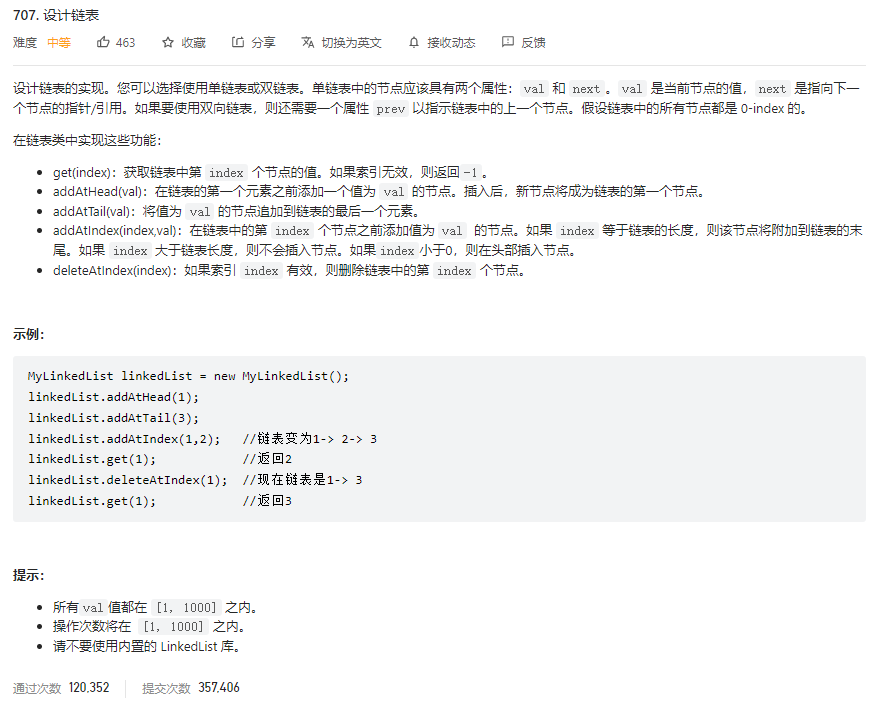 707. 设计链表
难度 中等 463 收藏 分享 切换为英文 接收动态 反馈
设计链表的实现。您可以选择使用单链表或双链表。单链表中的节点应该具有两个属性：val 和 next 。val 是当前节点的值，next 是指向下一
个节点的指针/引用。如果要使用双向链表，则还需要一个属性 prev 以指示链表中的上一个节点。假设链表中的所有节点都是 0-index 的。
在链表类中实现这些功能：
• get(index)：获取链表中第 index 个节点的值。如果索引无效，则返回-1 。
• addAtHead(val)：在链表的第一个元素之前添加一个值为 val 的节点。插入后，新节点将成为链表的第一个节点。
• addAtTail(val)：将值为 val 的节点追加到链表的最后一个元素。
• addAtIndex(index,val)：在链表中的第 index 个节点之前添加值为 val 的节点。如果 index 等于链表的长度，则该节点将附加到链表的末
尾。如果 index 大于链表长度，则不会插入节点。如果 index 小于0，则在头部插入节点。
• deleteAtIndex(index)：如果索引 index 有效，则删除链表中的第 index 个节点。
示例：
MyLinkedList linkedList = new MyLinkedList();
linkedList.addAtHead(1);
linkedList.addAtTail(3);
linkedList.addAtIndex(1,2);   //链表变为1-> 2-> 3
linkedList.get(1);            //返回2
linkedList.deleteAtIndex(1);  //现在链表是1-> 3
linkedList.get(1);            //返回3
提示：
• 所有 val 值都在 [1, 1000] 之内。
• 操作次数将在 [1, 1000] 之内。
• 请不要使用内置的 LinkedList 库。
通过次数 120,352 提交次数 357,406